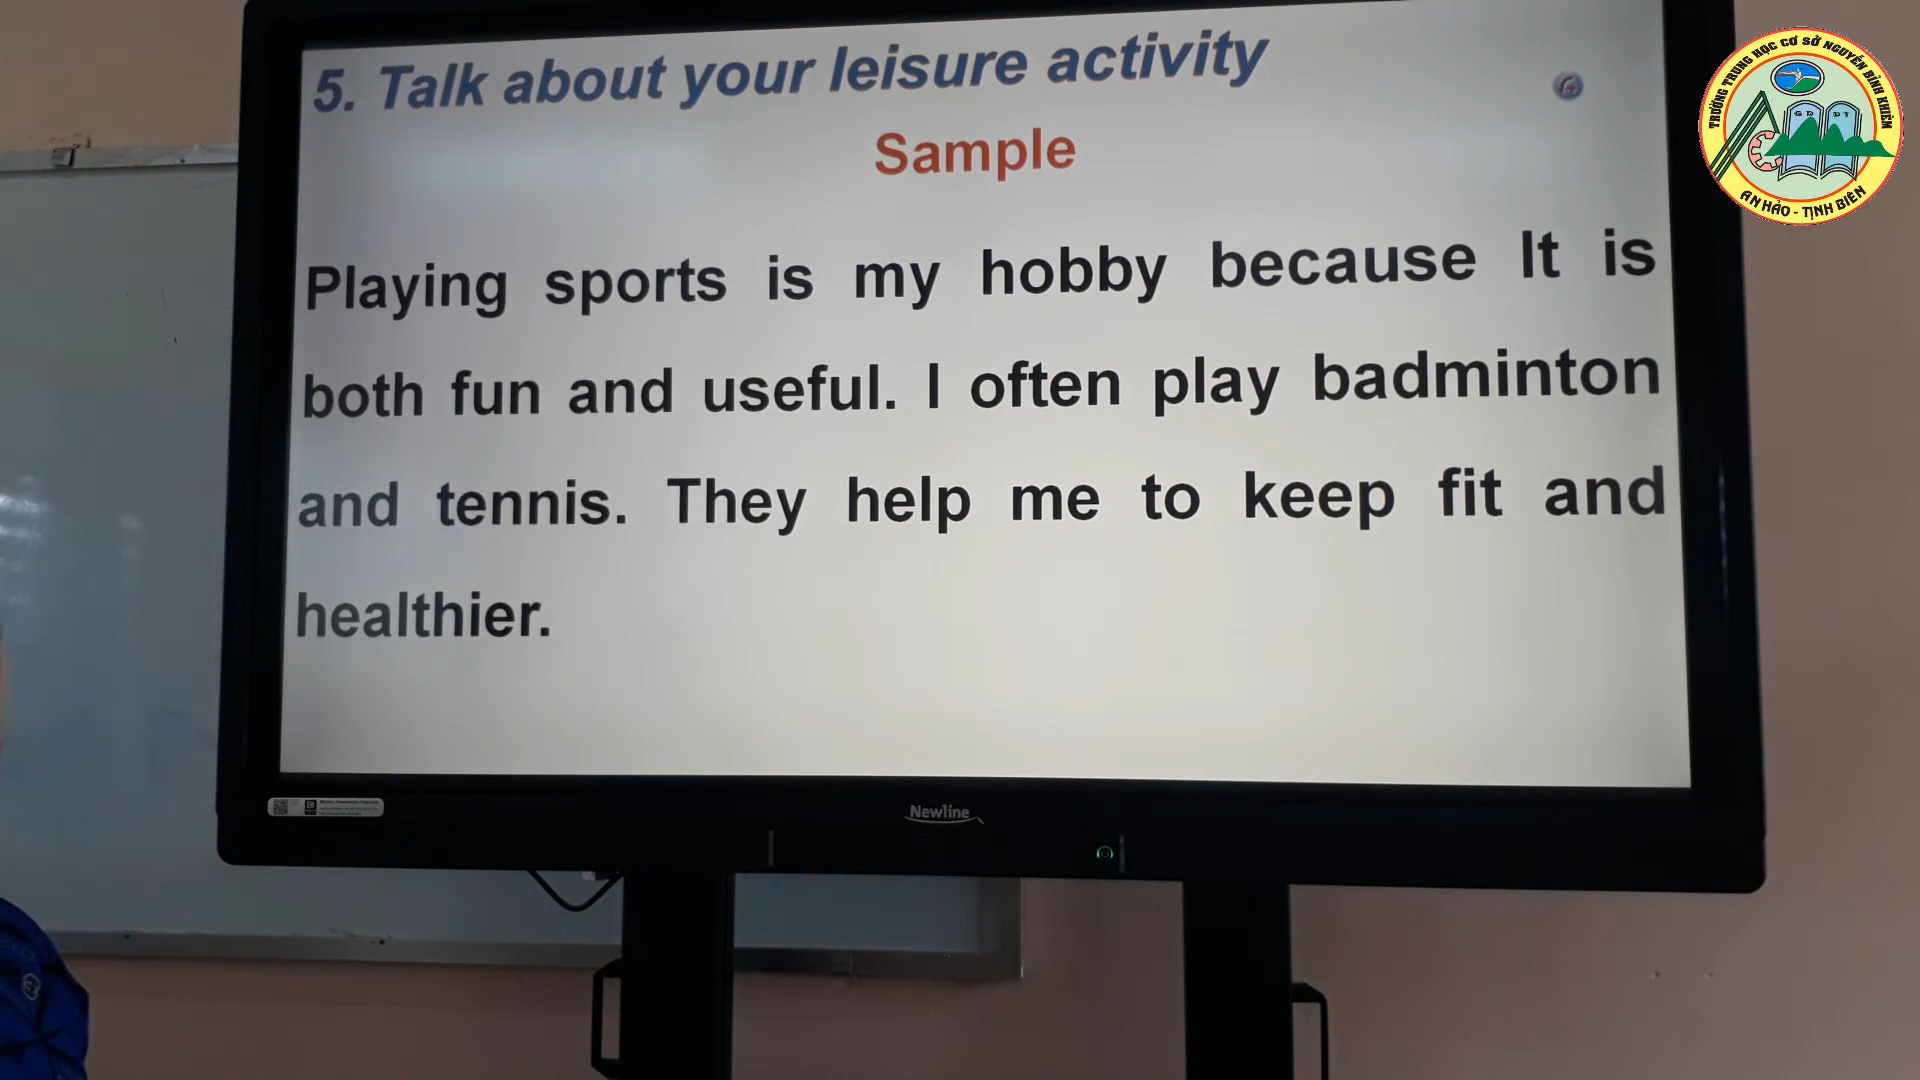 5. Talk about your leisure activity
Sample
Playing sports is my hobby because It is
both fun and useful. I often play badminton
and tennis. They help me to keep fit and
healthier.
Newline
TRƯỜNG TRUNG HỌC CƠ SỞ NGUYỄN BỈNH KHIÊM
GD ĐT
AN HẢO - TỊNH BIÊN